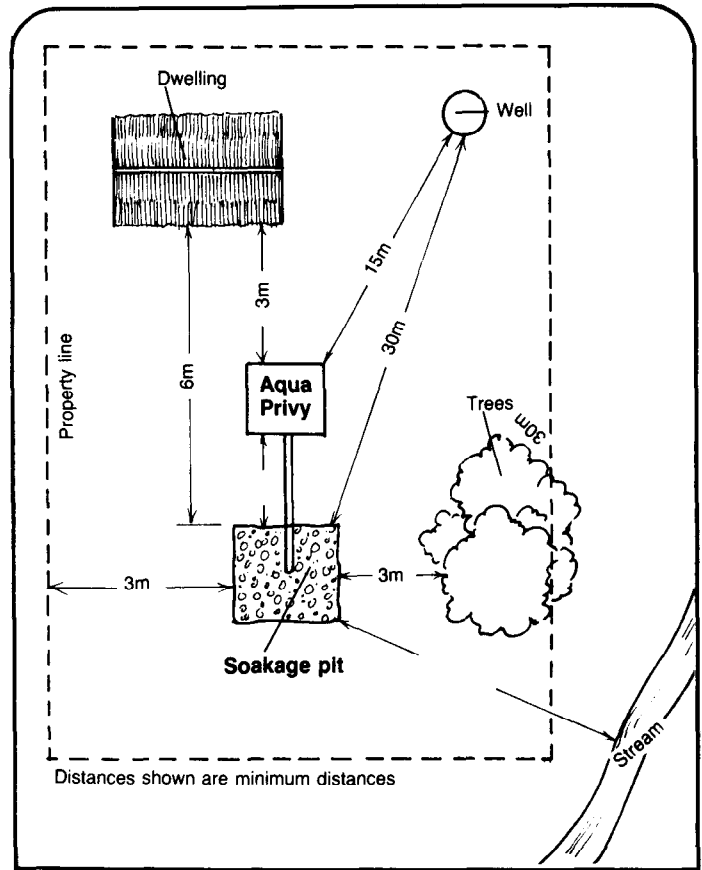 Dwelling
Well
15m
3m
30m
6m
Property line
Aqua
Privy
Trees
30m
3m
3m
Soakage pit
Stream
Distances shown are minimum distances